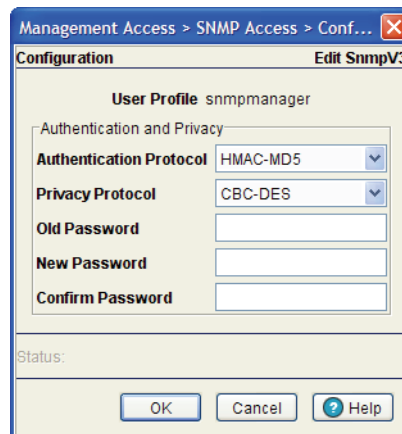 Management Access > SNMP Access > Conf...
Configuration Edit SnmpV3
User Profile snmpmanager
Authentication and Privacy
Authentication Protocol HMAC-MD5
Privacy Protocol CBC-DES
Old Password
New Password
Confirm Password
Status:
OK Cancel ? Help